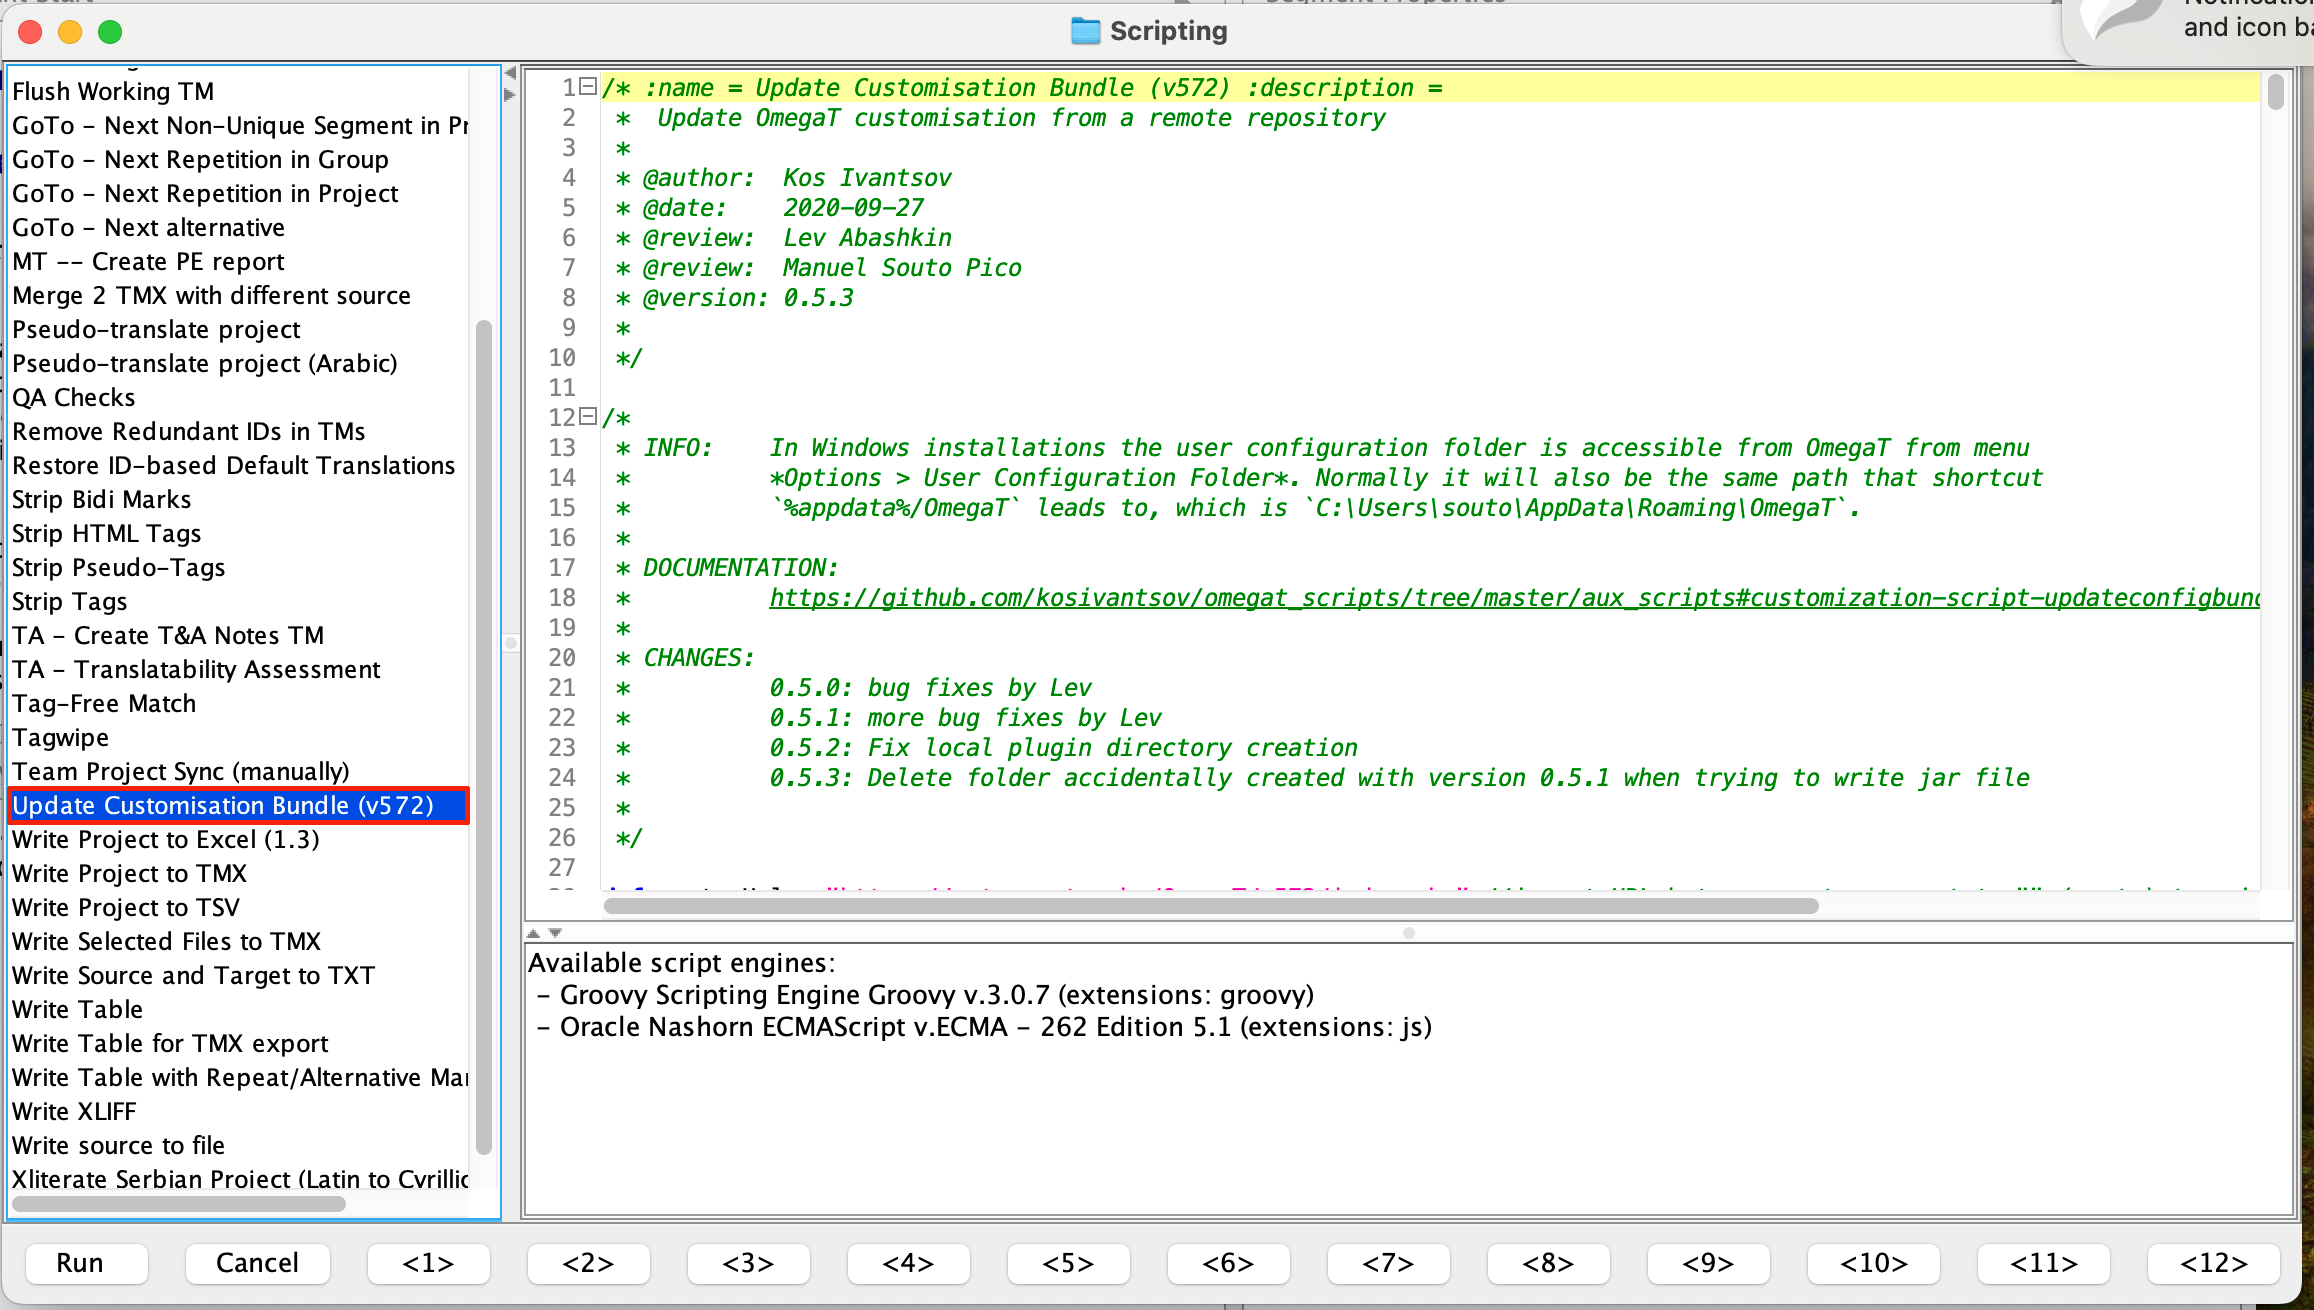 Scripting
and icon
Flush Working TM
GoTo – Next Non-Unique Segment in
GoTo – Next Repetition in Group
GoTo – Next Repetition in Project
GoTo – Next alternative
MT -- Create PE report
Merge 2 TMX with different source
Pseudo-translate project
Pseudo-translate project (Arabic)
QA Checks
Remove Redundant IDs in TMs
Restore ID-based Default Translations
Strip Bidi Marks
Strip HTML Tags
Strip Pseudo-Tags
Strip Tags
TA – Create T&A Notes TM
TA – Translatability Assessment
Tag-Free Match
Tagwipe
Team Project Sync (manually)
Update Customisation Bundle (v572)
Write Project to Excel (1.3)
Write Project to TMX
Write Project to TSV
Write Selected Files to TMX
Write Source and Target to TXT
Write Table
Write Table for TMX export
Write Table with Repeat/Alternative
Write XLIFF
Write source to file
Xliterate Serbian Project (Latin to
1 /* :name = Update Customisation Bundle (v572) :description =
2 * Update OmegaT customisation from a remote repository
3 *
4 * @author: Kos Ivantsov
5 * @date: 2020-09-27
6 * @review: Lev Abashkin
7 * @review: Manuel Souto Pico
8 * @version: 0.5.3
9 *
10 */
11
12 /*
13 * INFO: In Windows installations the user configuration folder is accessible from OmegaT from menu
14 * *Options > User Configuration Folder*. Normally it will also be the same path that shortcut
15 * `%appdata%/OmegaT` leads to, which is `C:\Users\souto\AppData\Roaming\OmegaT`.
16 *
17 * DOCUMENTATION:
18 * https://github.com/kosivantsov/omegat_scripts/tree/master/aux_scripts#customization-script-updateconfigbund
19 *
20 * CHANGES:
21 * 0.5.0: bug fixes by Lev
22 * 0.5.1: more bug fixes by Lev
23 * 0.5.2: Fix local plugin directory creation
24 * 0.5.3: Delete folder accidentally created with version 0.5.1 when trying to write jar file
25 *
26 */
27
Available script engines:
– Groovy Scripting Engine Groovy v.3.0.7 (extensions: groovy)
– Oracle Nashorn ECMAScript v.ECMA – 262 Edition 5.1 (extensions: js)
Run Cancel <1> <2> <3> <4> <5> <6> <7> <8> <9> <10> <11> <12>